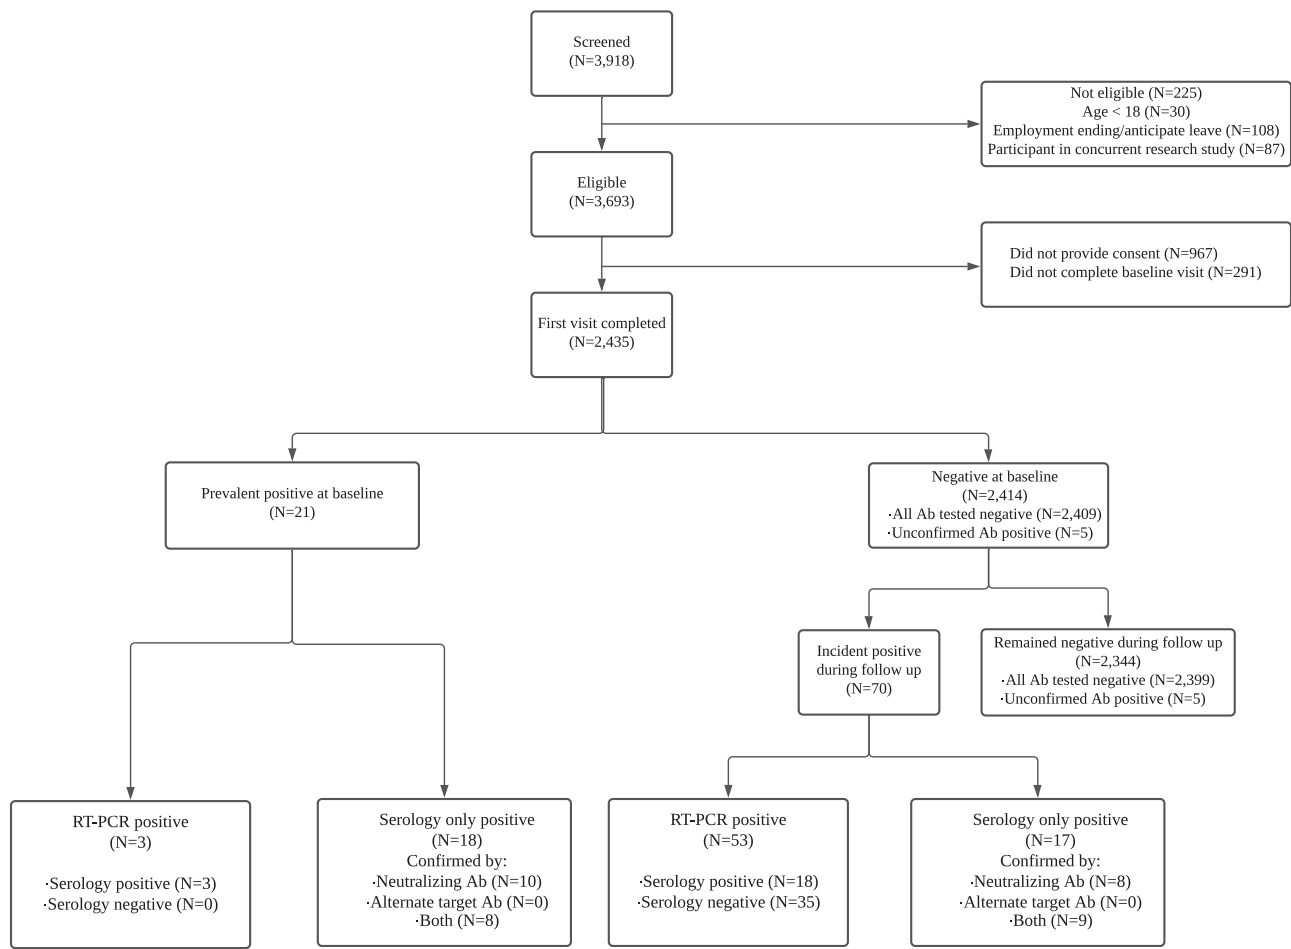 Screened
(N=3,918)
Not eligible (N=225)
Age < 18 (N=30)
Employment ending/anticipate leave (N=108)
Participant in concurrent research study (N=87)
Eligible
(N=3,693)
Did not provide consent (N=967)
Did not complete baseline visit (N=291)
First visit completed
(N=2,435)
Prevalent positive at baseline
(N=21)
Negative at baseline
(N=2,414)
·All Ab tested negative (N=2,409)
·Unconfirmed Ab positive (N=5)
Incident positive
during follow up
(N=70)
Remained negative during follow up
(N=2,344)
·All Ab tested negative (N=2,399)
·Unconfirmed Ab positive (N=5)
RT-PCR positive
(N=3)
·Serology positive (N=3)
·Serology negative (N=0)
Serology only positive
(N=18)
Confirmed by:
·Neutralizing Ab (N=10)
·Alternate target Ab (N=0)
·Both (N=8)
RT-PCR positive
(N=53)
·Serology positive (N=18)
·Serology negative (N=35)
Serology only positive
(N=17)
Confirmed by:
·Neutralizing Ab (N=8)
·Alternate target Ab (N=0)
·Both (N=9)